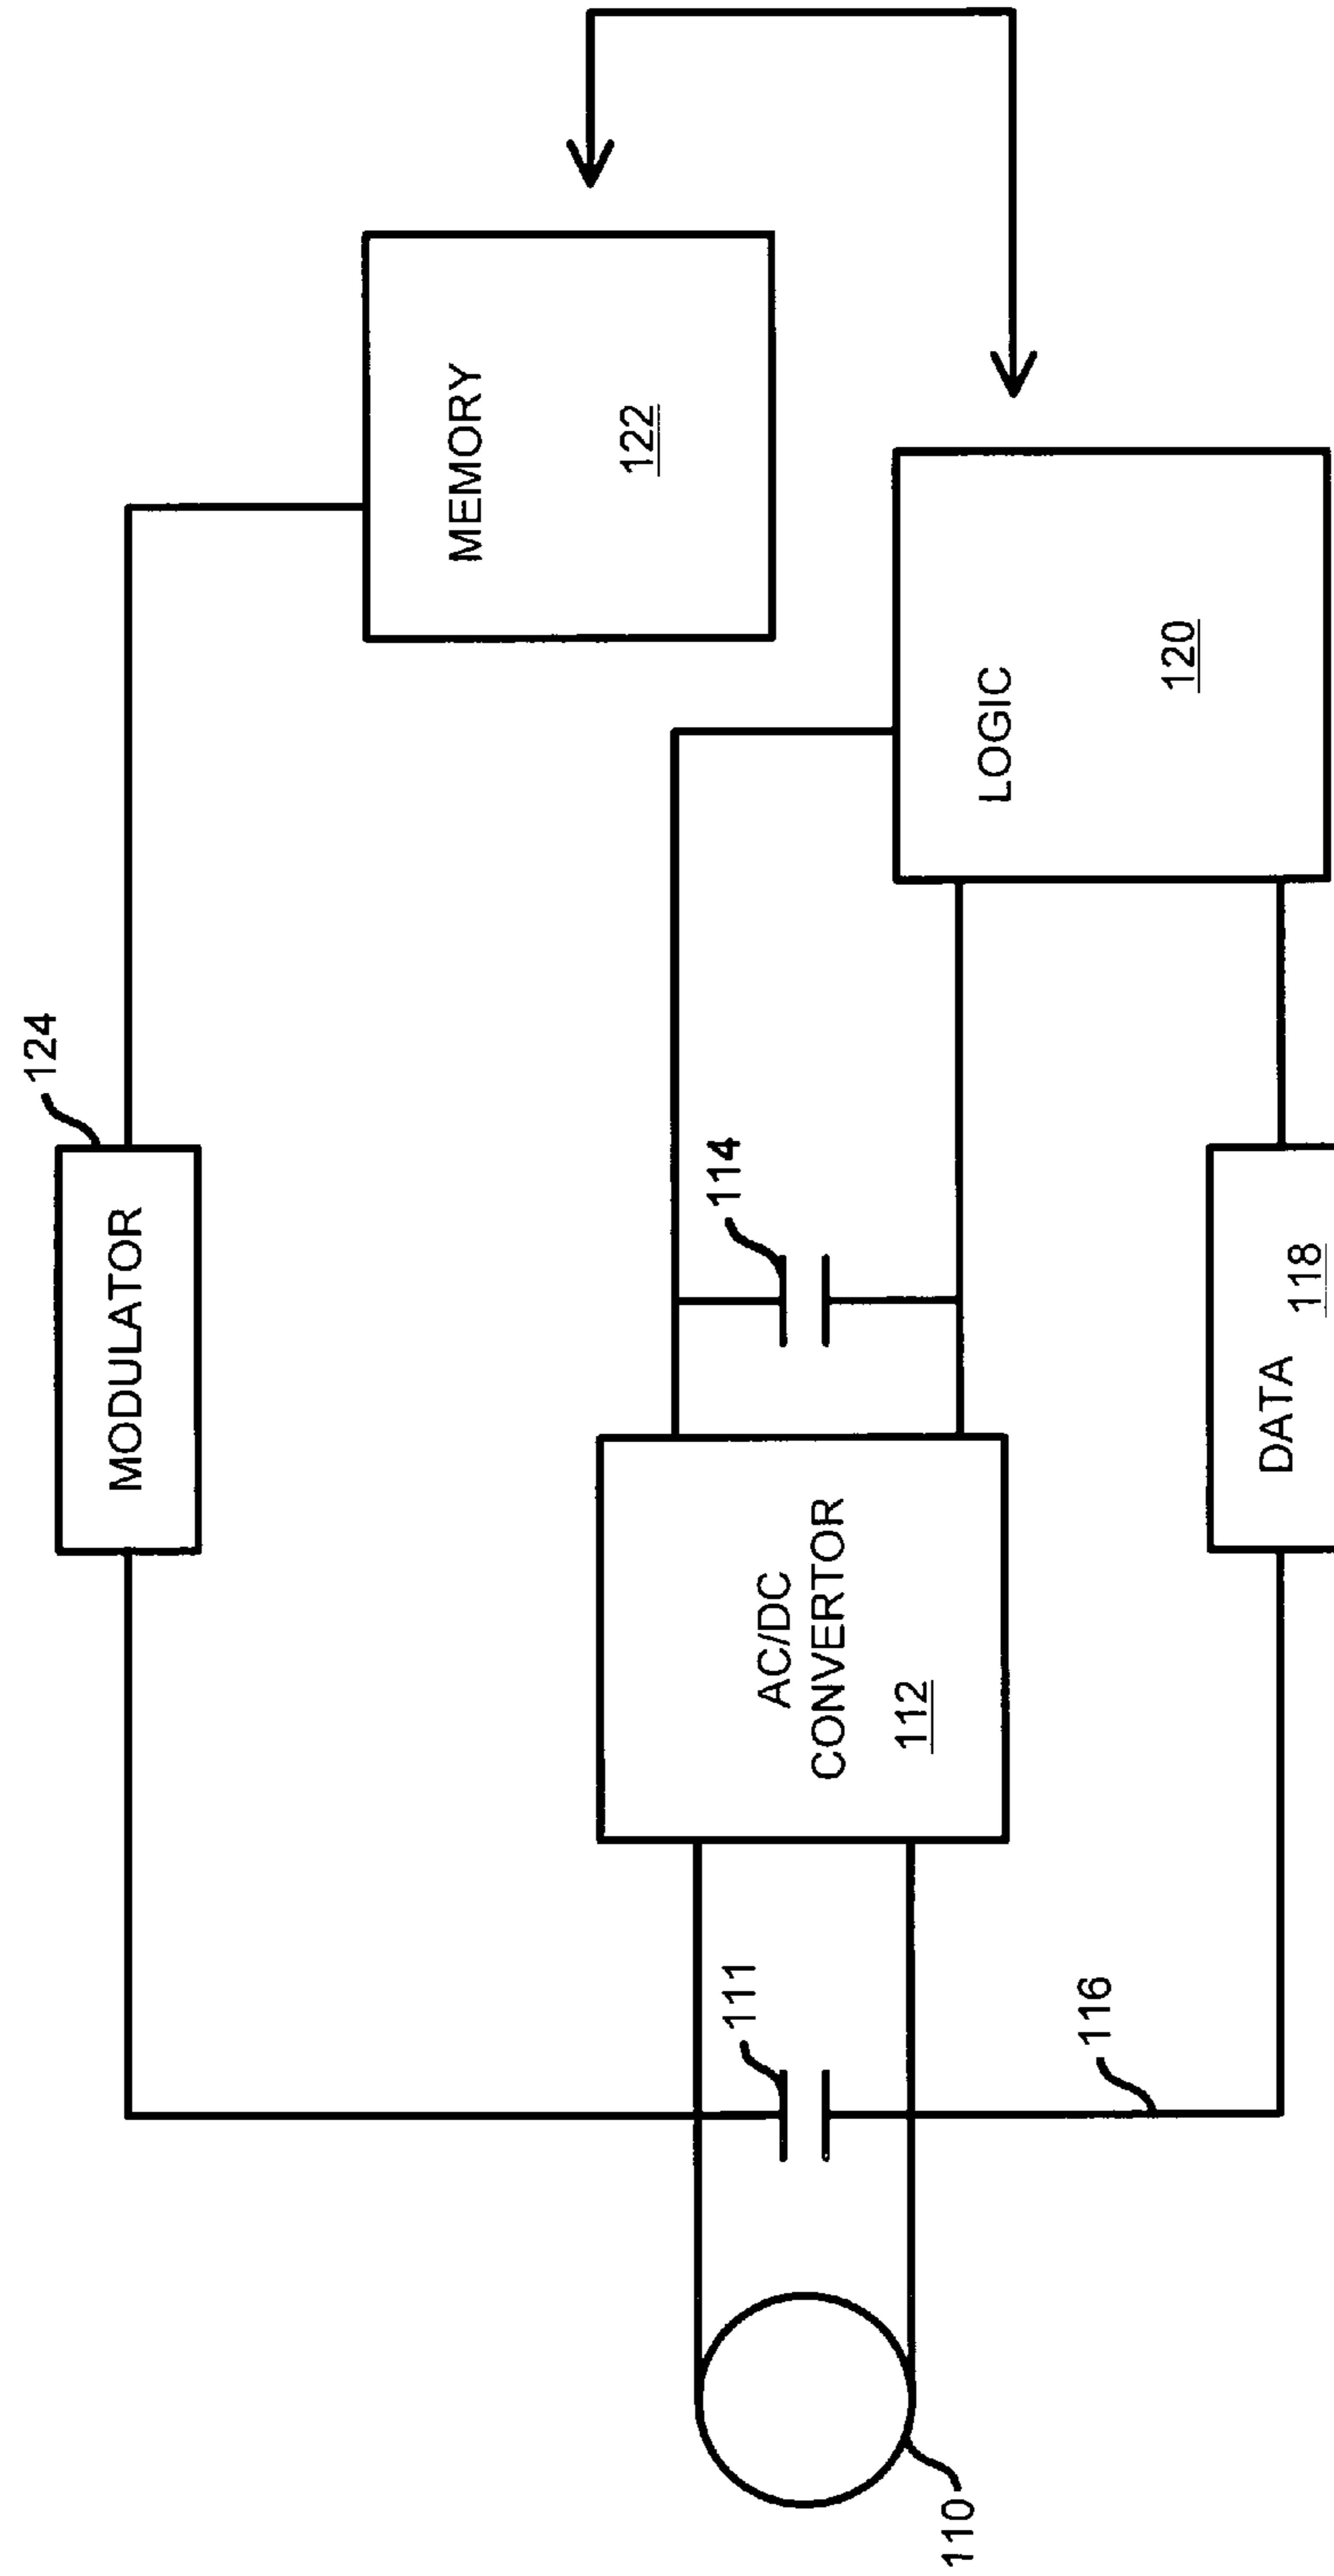 124
MODULATOR
MEMORY
122
114
LOGIC
120
AC/DC
CONVERTOR
112
111
110
116
DATA
118